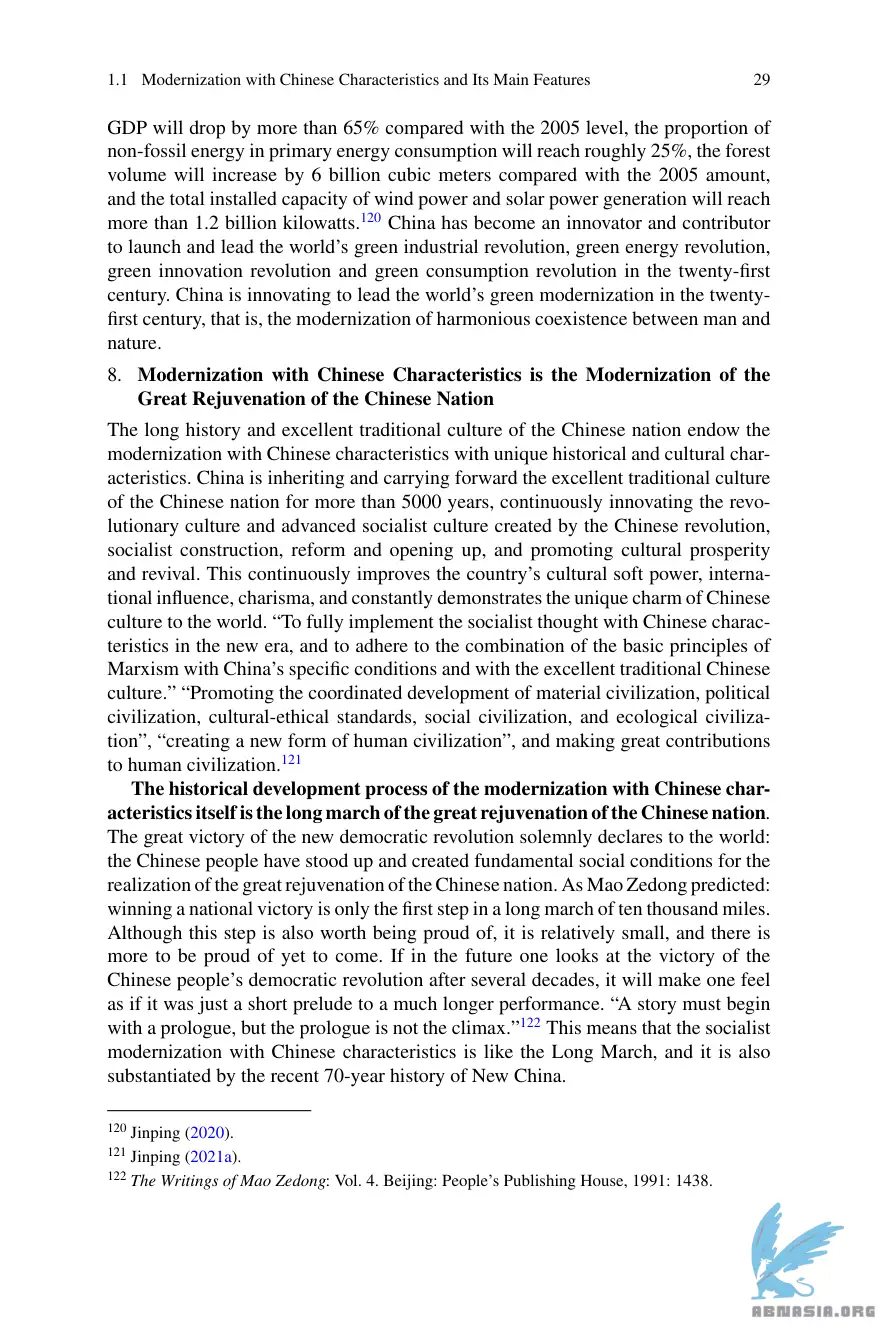 1.1 Modernization with Chinese Characteristics and Its Main Features 29
GDP will drop by more than 65% compared with the 2005 level, the proportion of
non-fossil energy in primary energy consumption will reach roughly 25%, the forest
volume will increase by 6 billion cubic meters compared with the 2005 amount,
and the total installed capacity of wind power and solar power generation will reach
more than 1.2 billion kilowatts.120 China has become an innovator and contributor
to launch and lead the world's green industrial revolution, green energy revolution,
green innovation revolution and green consumption revolution in the twenty-first
century. China is innovating to lead the world's green modernization in the twenty-
first century, that is, the modernization of harmonious coexistence between man and
nature.
8. Modernization with Chinese Characteristics is the Modernization of the
Great Rejuvenation of the Chinese Nation
The long history and excellent traditional culture of the Chinese nation endow the
modernization with Chinese characteristics with unique historical and cultural char-
acteristics. China is inheriting and carrying forward the excellent traditional culture
of the Chinese nation for more than 5000 years, continuously innovating the revo-
lutionary culture and advanced socialist culture created by the Chinese revolution,
socialist construction, reform and opening up, and promoting cultural prosperity
and revival. This continuously improves the country's cultural soft power, interna-
tional influence, charisma, and constantly demonstrates the unique charm of Chinese
culture to the world. “To fully implement the socialist thought with Chinese charac-
teristics in the new era, and to adhere to the combination of the basic principles of
Marxism with China's specific conditions and with the excellent traditional Chinese
culture.” “Promoting the coordinated development of material civilization, political
civilization, cultural-ethical standards, social civilization, and ecological civiliza-
tion”, “creating a new form of human civilization”, and making great contributions
to human civilization.121
The historical development process of the modernization with Chinese char-
acteristics itself is the long march of the great rejuvenation of the Chinese nation.
The great victory of the new democratic revolution solemnly declares to the world:
the Chinese people have stood up and created fundamental social conditions for the
realization of the great rejuvenation of the Chinese nation. As Mao Zedong predicted:
winning a national victory is only the first step in a long march of ten thousand miles.
Although this step is also worth being proud of, it is relatively small, and there is
more to be proud of yet to come. If in the future one looks at the victory of the
Chinese people's democratic revolution after several decades, it will make one feel
as if it was just a short prelude to a much longer performance. “A story must begin
with a prologue, but the prologue is not the climax.”122 This means that the socialist
modernization with Chinese characteristics is like the Long March, and it is also
substantiated by the recent 70-year history of New China.
120 Jinping (2020).
121 Jinping (2021a).
122 The Writings of Mao Zedong: Vol. 4. Beijing: People's Publishing House, 1991: 1438.
ABNASIA.ORG